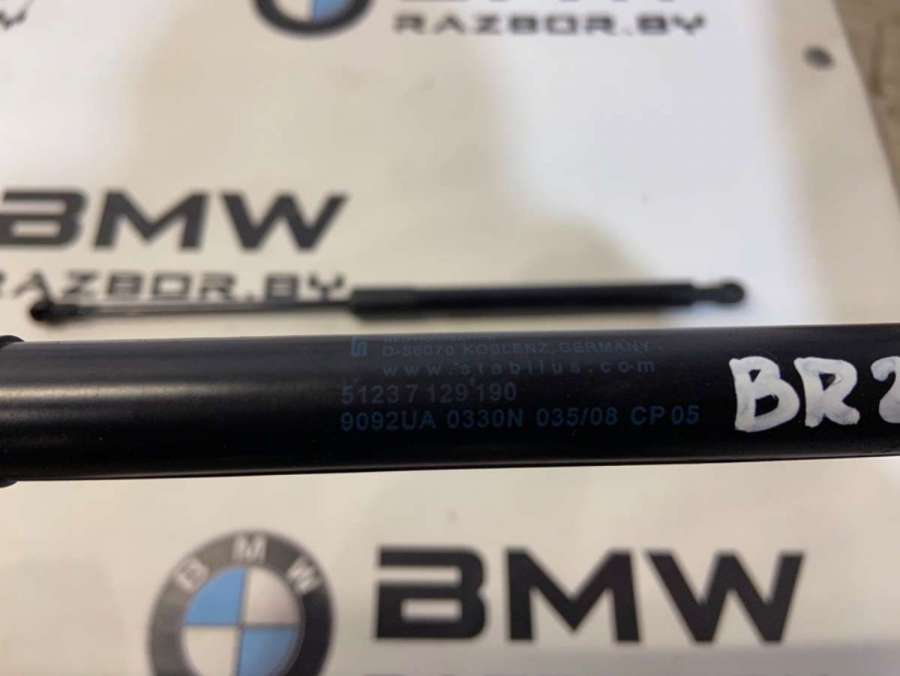 RAZBOR.BY
BMW
RAZBOR.BY
D-56070 KOBLENZ, GERMANY
www.stabilus.com
51237129190
9092UA 0330N 035/08 CP05
BR2
BMW
BMW